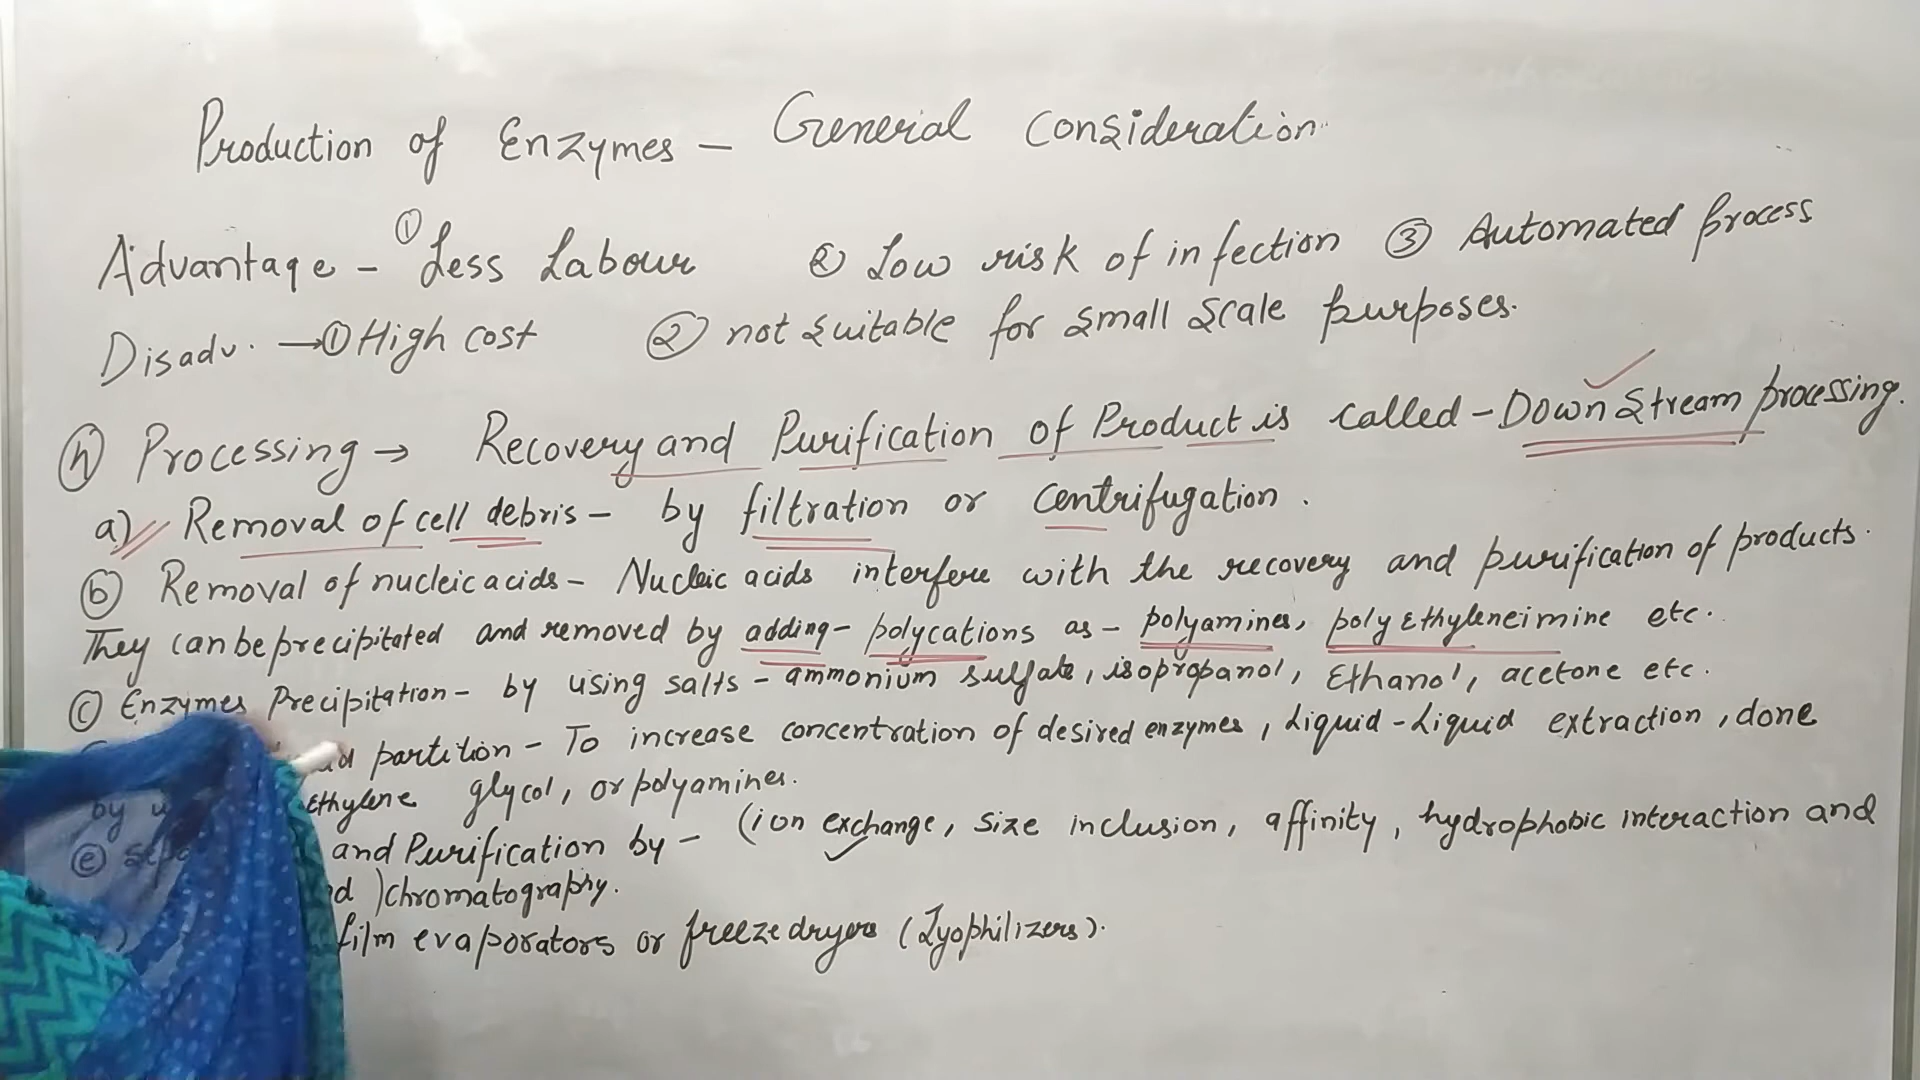 Production of Enzymes - General Consideration
Advantage - ① Less Labour ② Low risk of infection ③ Automated process
Disadv. → ① High cost ② not suitable for small scale purposes.
ⓗ Processing → Recovery and Purification of Product is called - Down Stream processing.
a) Removal of cell debris - by filtration or centrifugation.
ⓑ Removal of nucleic acids - Nucleic acids interfere with the recovery and purification of products.
They can be precipitated and removed by adding - polycations as - polyamines, poly Ethyleneimine etc.
ⓒ Enzymes Precipitation - by using salts - ammonium sulfate, isopropanol, Ethanol, acetone etc.
partition - To increase concentration of desired enzymes, Liquid-Liquid extraction, done
by Ethylene glycol, or polyamines.
ⓔ and Purification by - (ion exchange, size inclusion, affinity, hydrophobic interaction and
) chromatography.
film evaporators or freeze dryers (Lyophilizers).